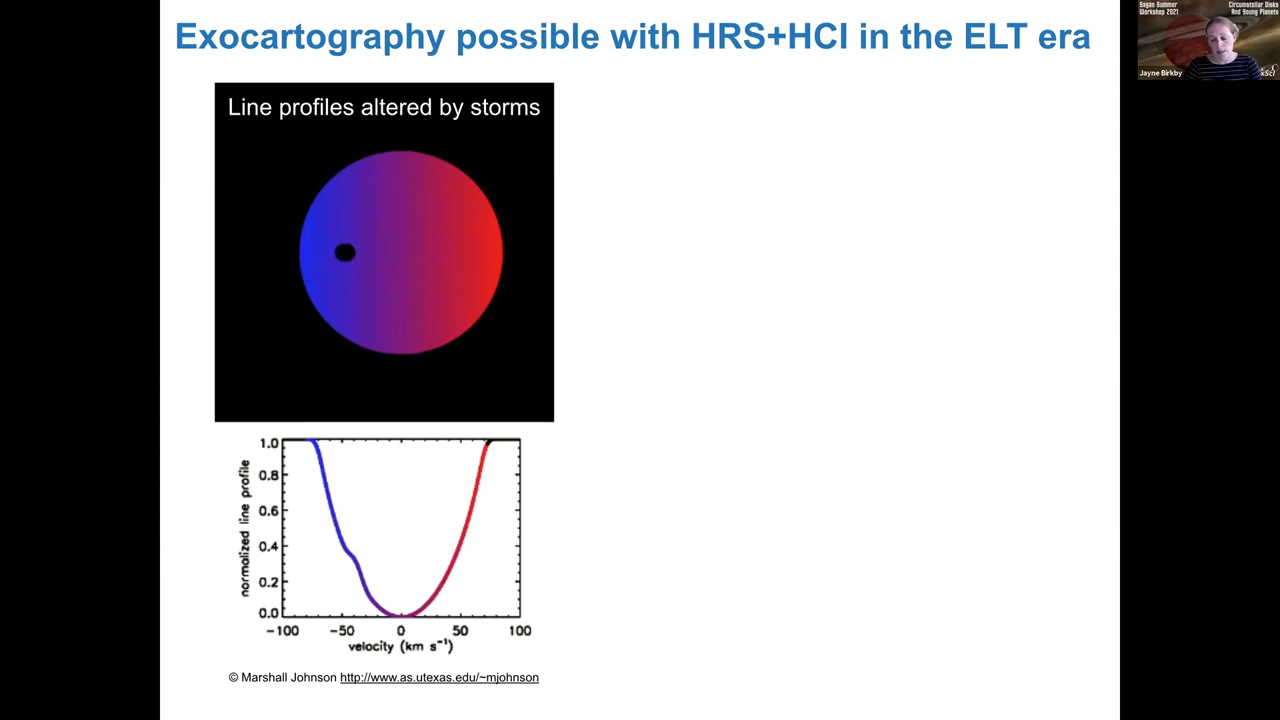 Exocartography possible with HRS+HCI in the ELT era
Sagan Summer
Workshop 2021
Circumstellar Disks
And Young Planets
Jayne Birkby
Line profiles altered by storms
normalized line profile
1.0
0.8
0.6
0.4
0.2
0.0
−100 −50 0 50 100
velocity (km s⁻¹)
© Marshall Johnson http://www.as.utexas.edu/~mjohnson